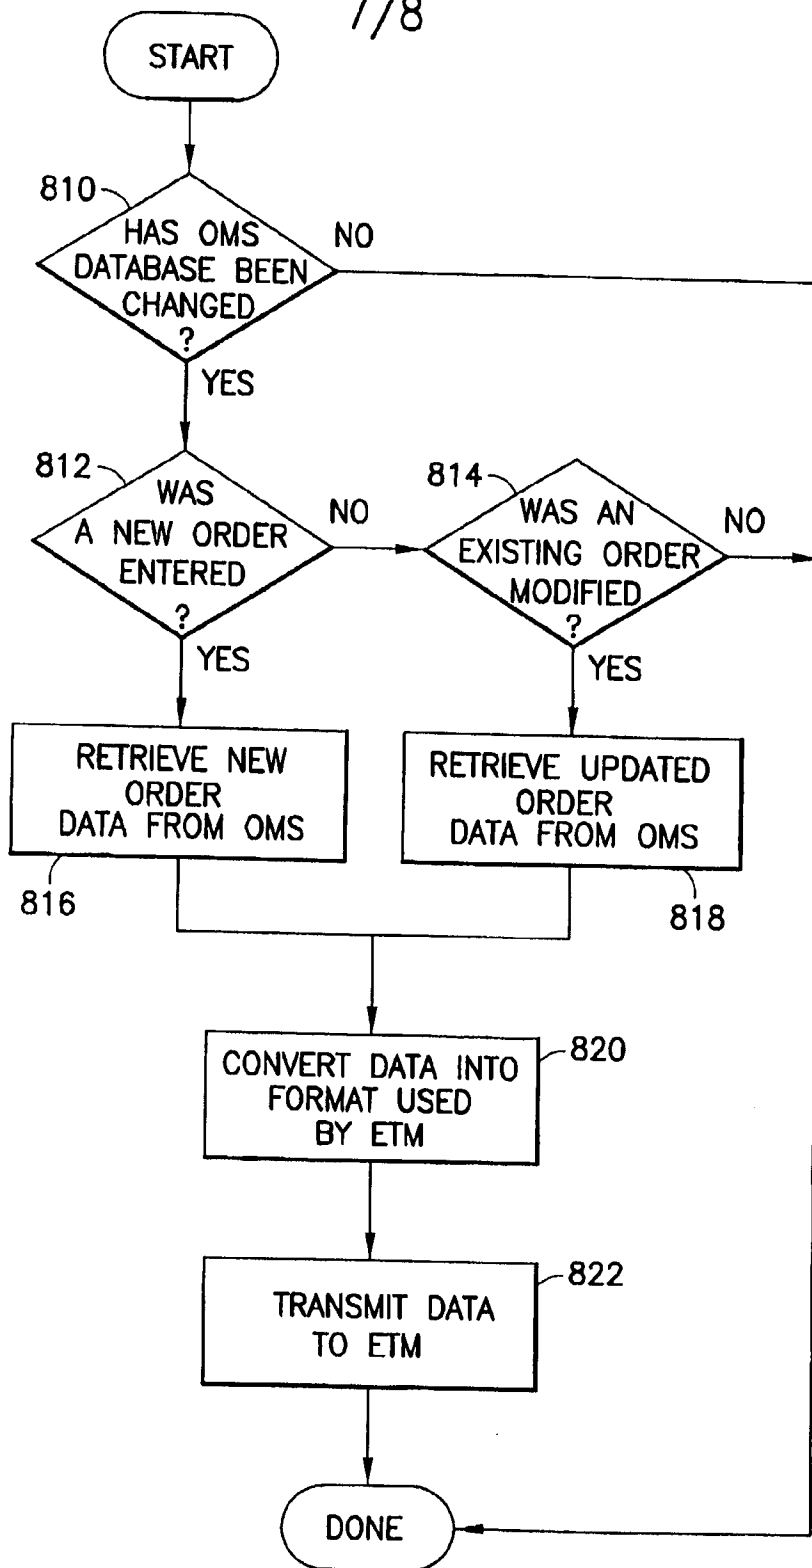 7/8
START
810
HAS OMS
DATABASE BEEN
CHANGED
?
NO
YES
812
WAS
A NEW ORDER
ENTERED
?
NO
YES
814
WAS AN
EXISTING ORDER
MODIFIED
?
NO
YES
RETRIEVE NEW
ORDER
DATA FROM OMS
816
RETRIEVE UPDATED
ORDER
DATA FROM OMS
818
CONVERT DATA INTO
FORMAT USED
BY ETM
820
TRANSMIT DATA
TO ETM
822
DONE